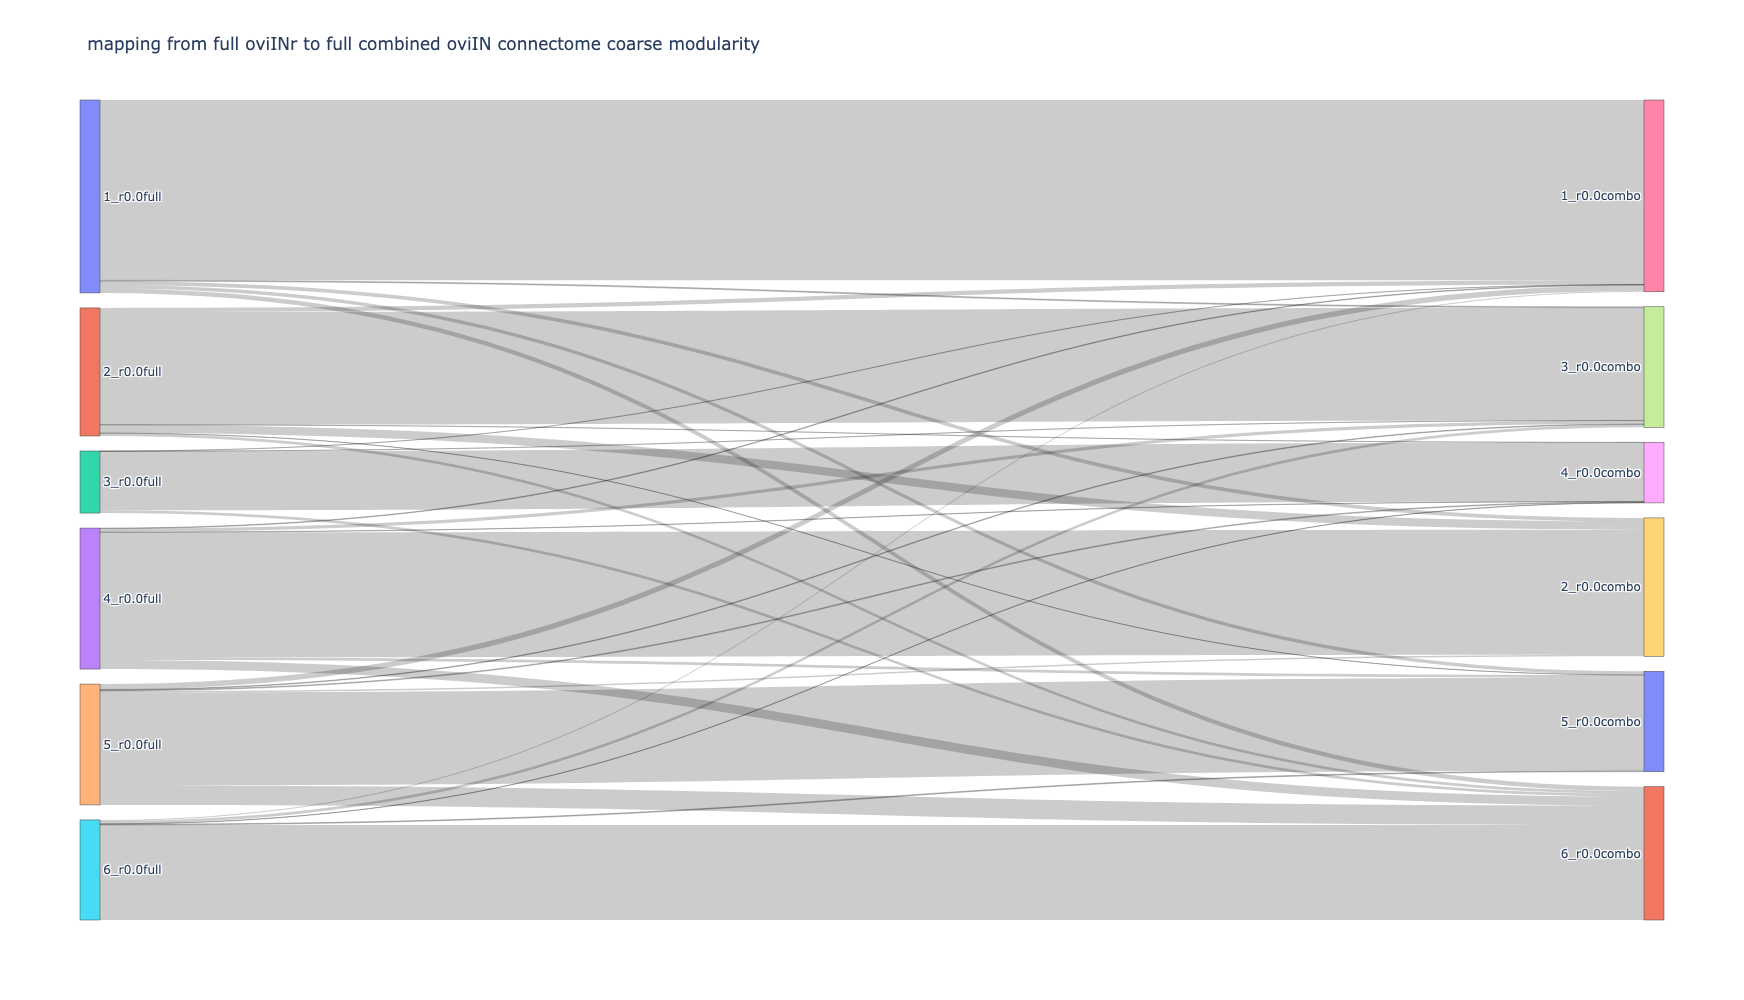 mapping from full oviINr to full combined oviIN connectome coarse modularity
1_r0.0full
2_r0.0full
3_r0.0full
4_r0.0full
5_r0.0full
6_r0.0full
1_r0.0combo
3_r0.0combo
4_r0.0combo
2_r0.0combo
5_r0.0combo
6_r0.0combo